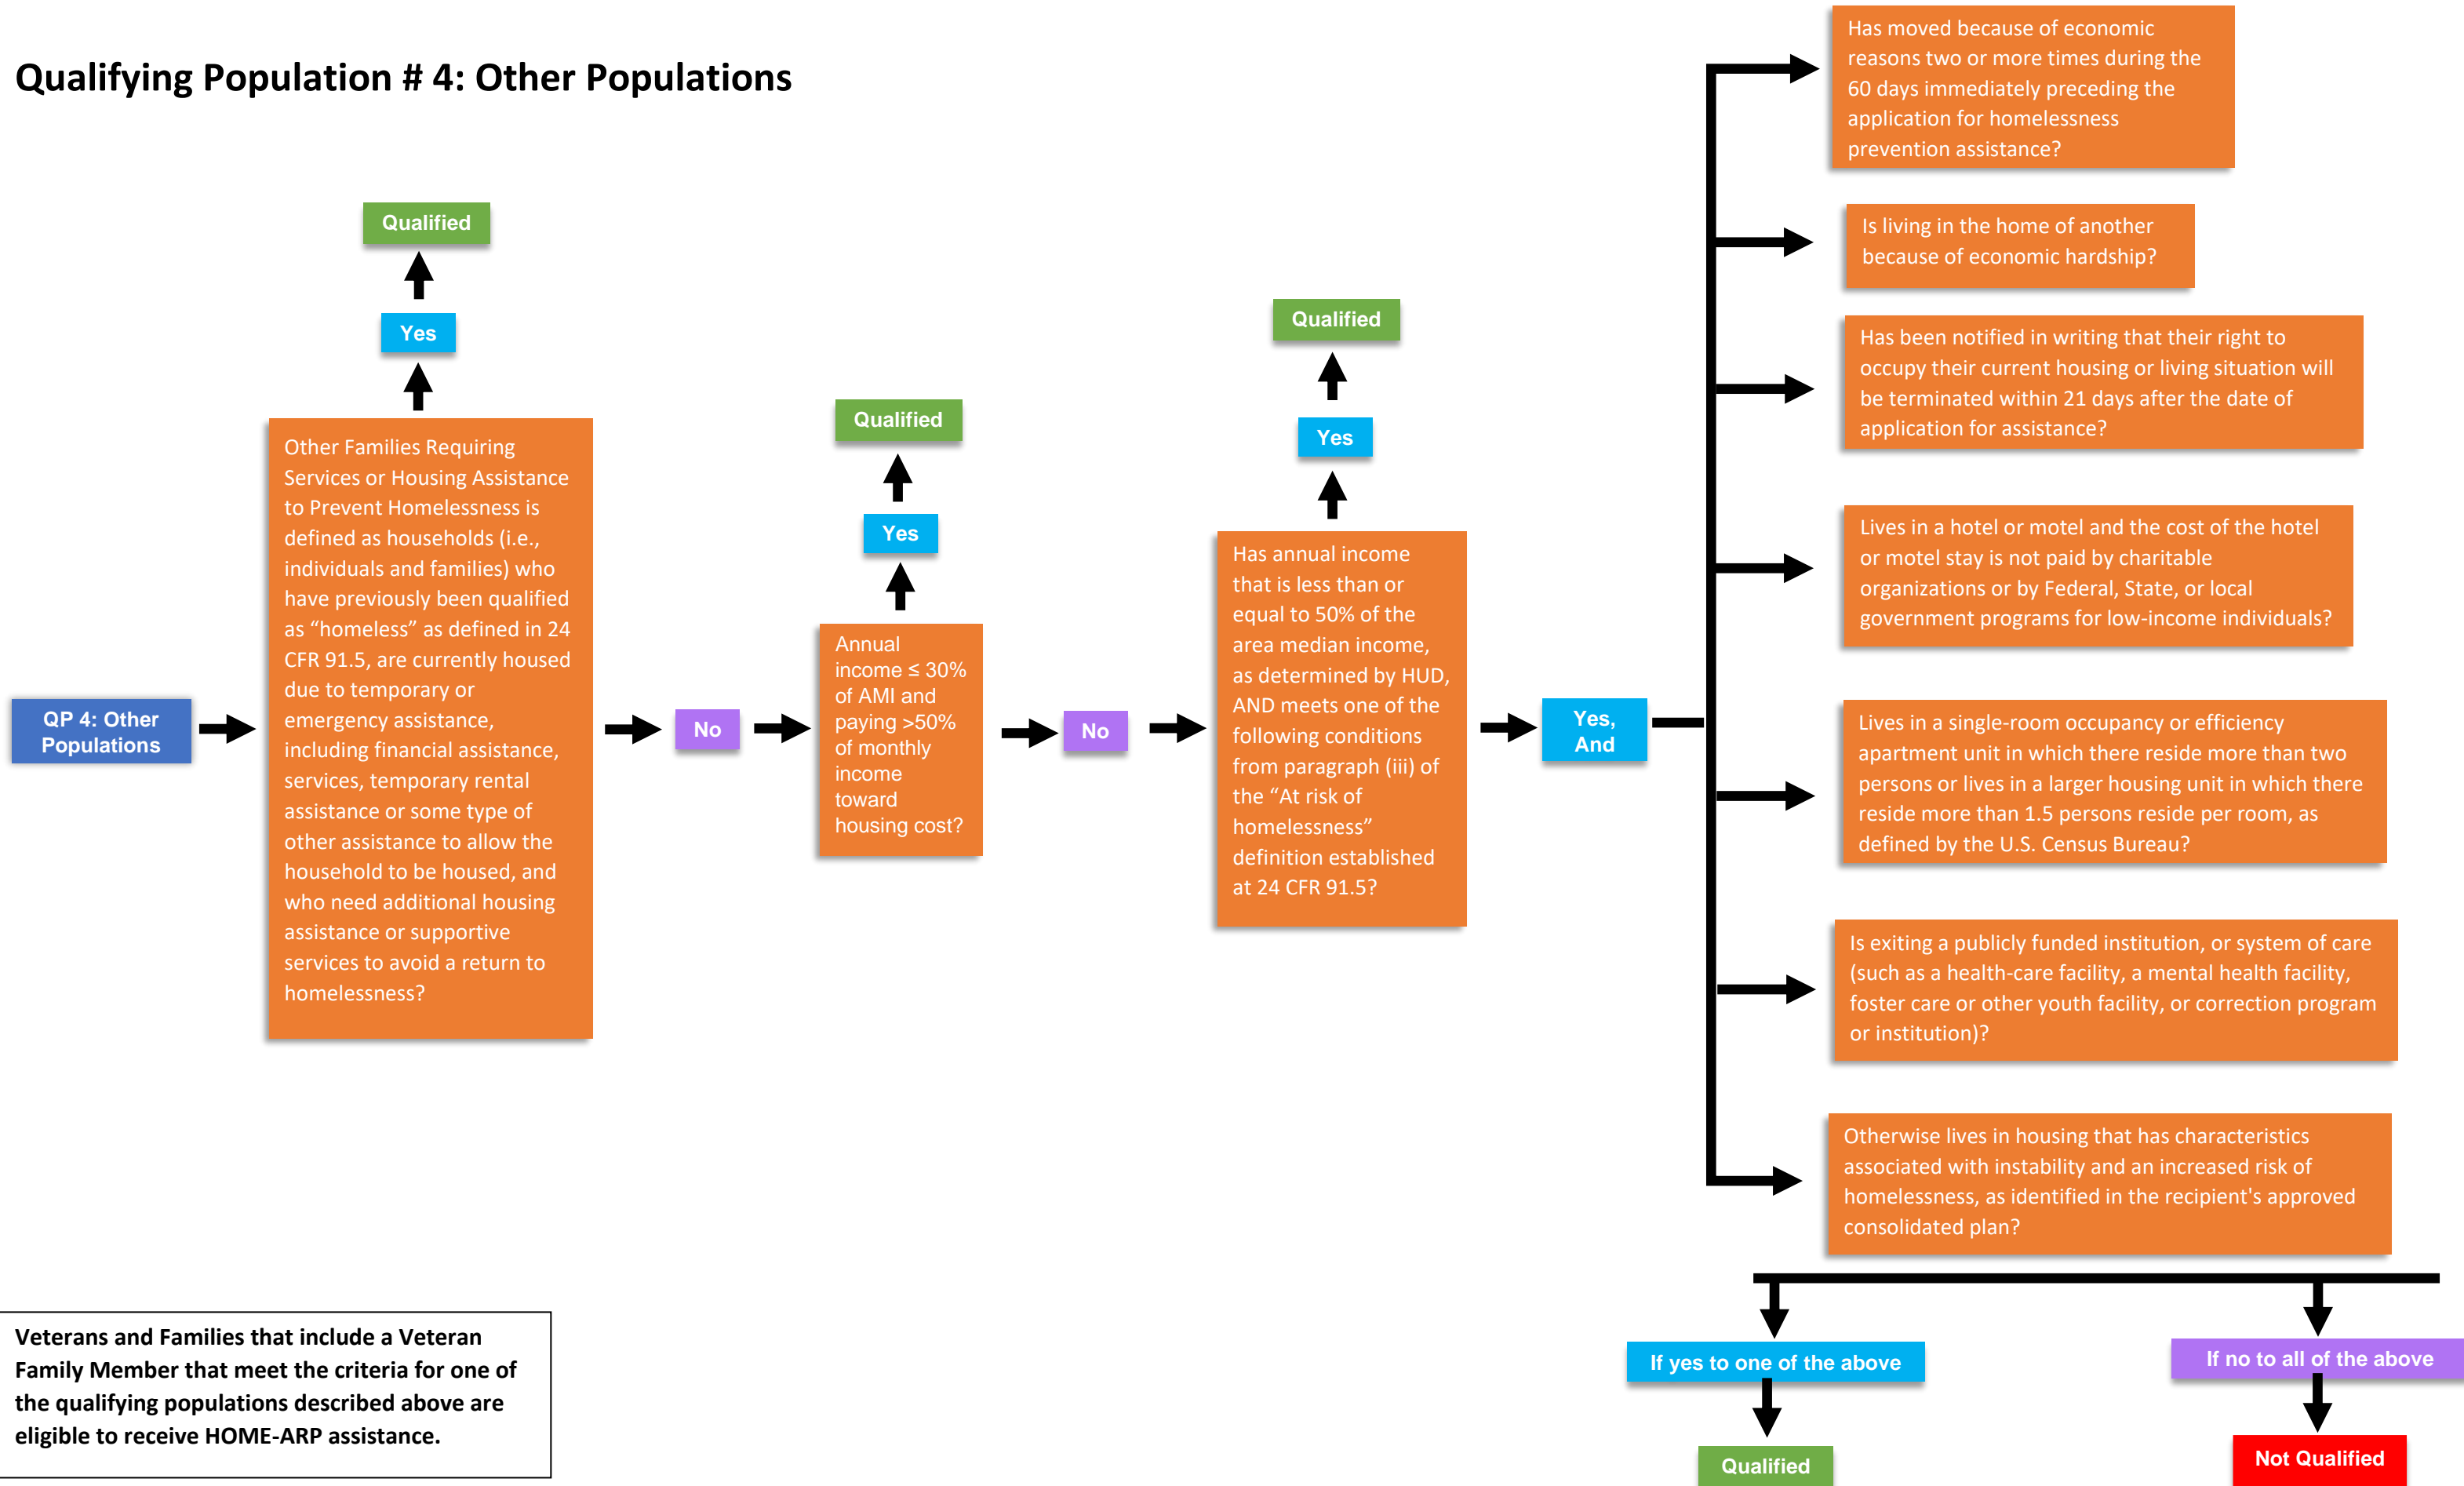 Qualifying Population # 4: Other Populations
QP 4: Other
Populations
Qualified
Yes
Other Families Requiring
Services or Housing Assistance
to Prevent Homelessness is
defined as households (i.e.,
individuals and families) who
have previously been qualified
as “homeless” as defined in 24
CFR 91.5, are currently housed
due to temporary or
emergency assistance,
including financial assistance,
services, temporary rental
assistance or some type of
other assistance to allow the
household to be housed, and
who need additional housing
assistance or supportive
services to avoid a return to
homelessness?
No
Qualified
Yes
Annual
income ≤ 30%
of AMI and
paying >50%
of monthly
income
toward
housing cost?
No
Qualified
Yes
Has annual income
that is less than or
equal to 50% of the
area median income,
as determined by HUD,
AND meets one of the
following conditions
from paragraph (iii) of
the “At risk of
homelessness”
definition established
at 24 CFR 91.5?
Yes,
And
Has moved because of economic
reasons two or more times during the
60 days immediately preceding the
application for homelessness
prevention assistance?
Is living in the home of another
because of economic hardship?
Has been notified in writing that their right to
occupy their current housing or living situation will
be terminated within 21 days after the date of
application for assistance?
Lives in a hotel or motel and the cost of the hotel
or motel stay is not paid by charitable
organizations or by Federal, State, or local
government programs for low-income individuals?
Lives in a single-room occupancy or efficiency
apartment unit in which there reside more than two
persons or lives in a larger housing unit in which there
reside more than 1.5 persons reside per room, as
defined by the U.S. Census Bureau?
Is exiting a publicly funded institution, or system of care
(such as a health-care facility, a mental health facility,
foster care or other youth facility, or correction program
or institution)?
Otherwise lives in housing that has characteristics
associated with instability and an increased risk of
homelessness, as identified in the recipient's approved
consolidated plan?
If yes to one of the above
Qualified
If no to all of the above
Not Qualified
Veterans and Families that include a Veteran
Family Member that meet the criteria for one of
the qualifying populations described above are
eligible to receive HOME-ARP assistance.